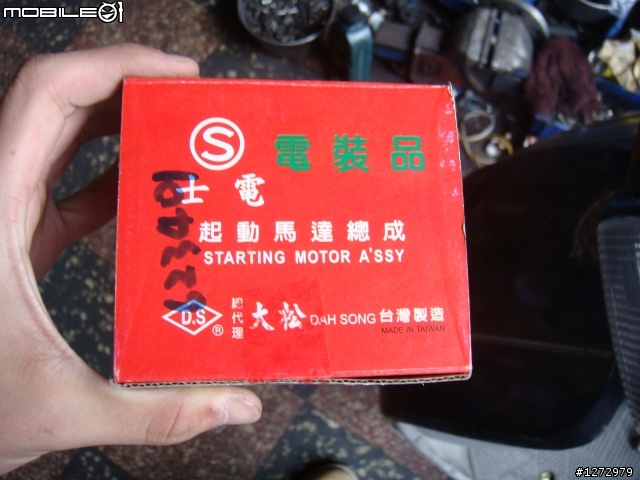 MOBILE01
S 電裝品
士電
起動馬達總成
STARTING MOTOR A'SSY
D.S ® 總代理 大松 DAH SONG 台灣製造
MADE IN TAIWAN
#1272979